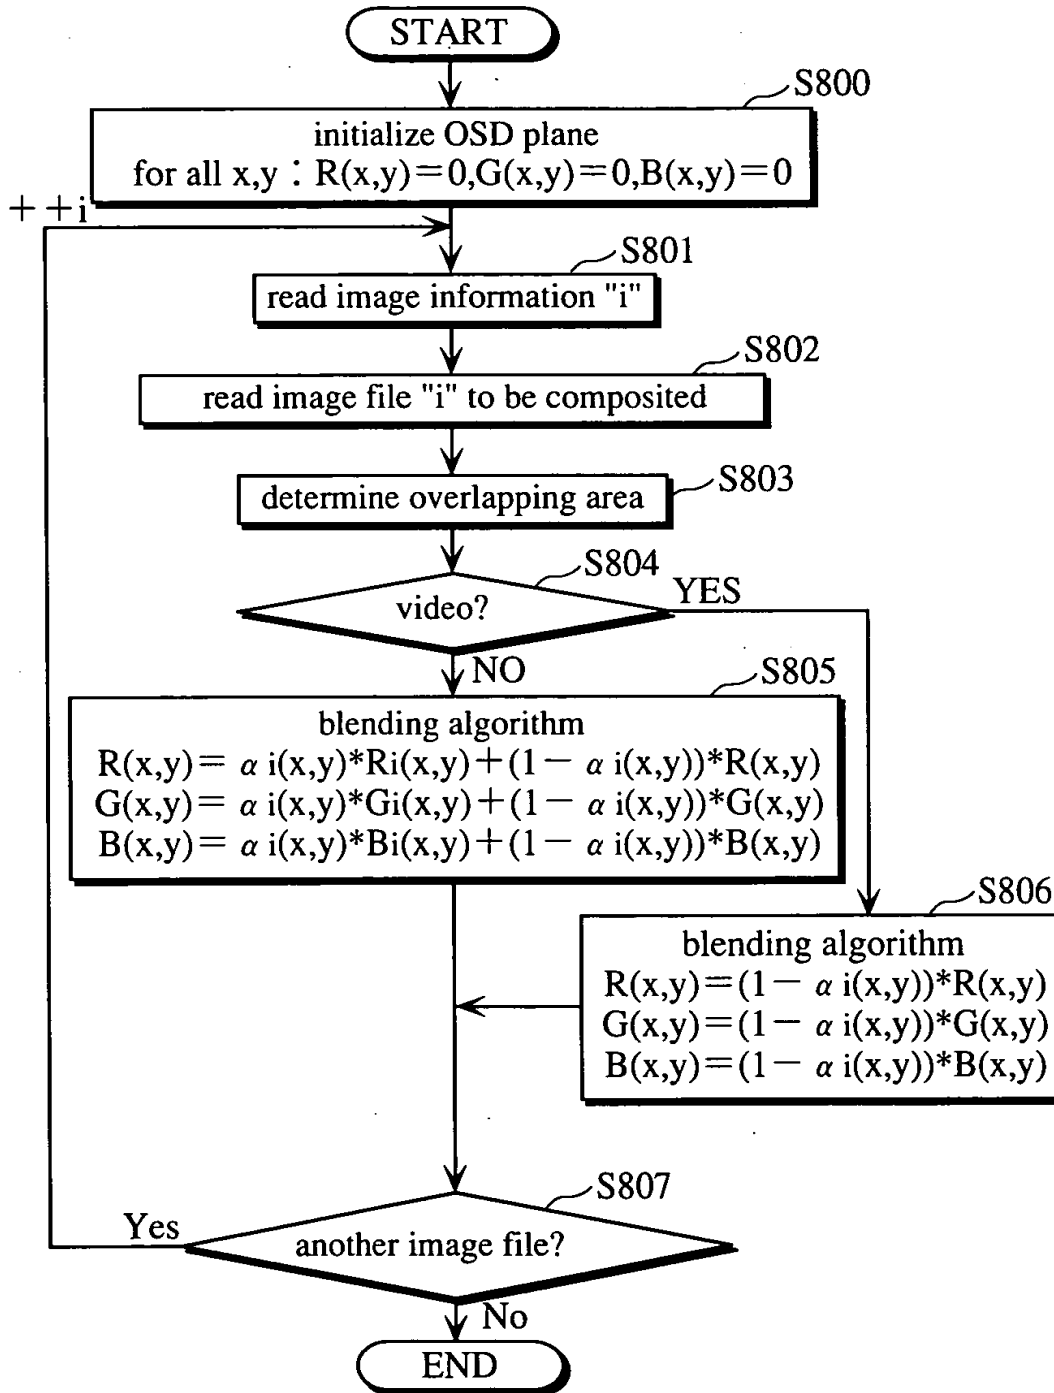 START
S800
initialize OSD plane
for all x,y : R(x,y)=0,G(x,y)=0,B(x,y)=0
++i
S801
read image information "i"
S802
read image file "i" to be composited
S803
determine overlapping area
S804
video?
YES
NO
S805
blending algorithm
R(x,y)= α i(x,y)*Ri(x,y)+(1- α i(x,y))*R(x,y)
G(x,y)= α i(x,y)*Gi(x,y)+(1- α i(x,y))*G(x,y)
B(x,y)= α i(x,y)*Bi(x,y)+(1- α i(x,y))*B(x,y)
S806
blending algorithm
R(x,y)=(1- α i(x,y))*R(x,y)
G(x,y)=(1- α i(x,y))*G(x,y)
B(x,y)=(1- α i(x,y))*B(x,y)
S807
Yes
another image file?
No
END